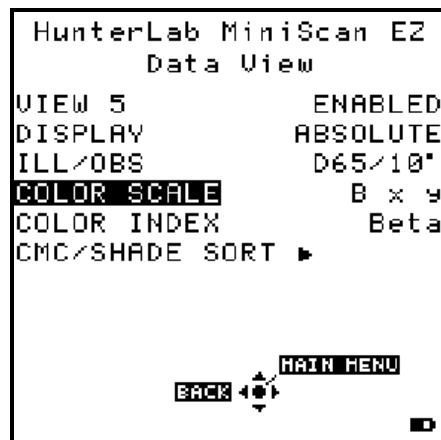 HunterLab MiniScan EZ
Data View
VIEW 5 ENABLED
DISPLAY ABSOLUTE
ILL/OBS D65/10°
COLOR SCALE B x y
COLOR INDEX Beta
CMC/SHADE SORT ▶
MAIN MENU
BACK